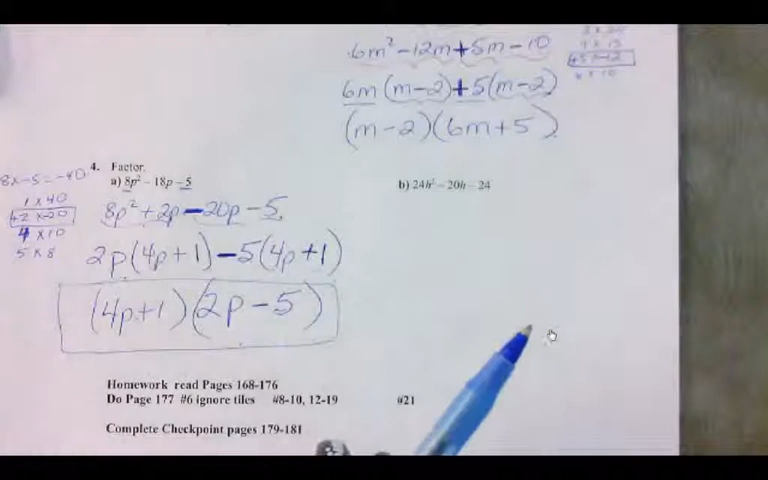 6m² - 12m + 5m - 10
6m(m-2) + 5(m-2)
(m-2)(6m+5)
4. Factor.
a) 8p² - 18p - 5
b) 24h² - 20h - 24
8x-5=-40
1 x 40
+2 x -20
4 x 10
5 x 8
8p² + 2p - 20p - 5
2p(4p+1) - 5(4p+1)
(4p+1)(2p-5)
Homework read Pages 168-176
Do Page 177 #6 ignore tiles #8-10, 12-19 #21
Complete Checkpoint pages 179-181